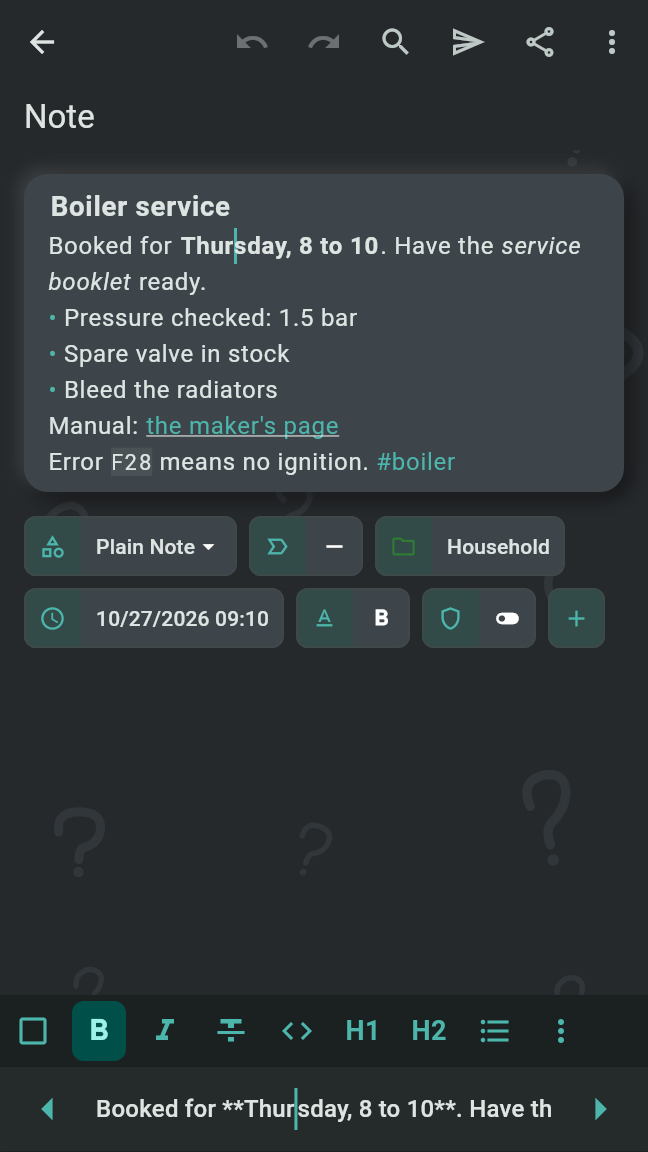 Note
Boiler service
Booked for Thursday, 8 to 10. Have the service
booklet ready.
• Pressure checked: 1.5 bar
• Spare valve in stock
• Bleed the radiators
Manual: the maker's page
Error F28 means no ignition. #boiler
Plain Note
Household
10/27/2026 09:10
A B
B H1 H2
Booked for **Thursday, 8 to 10**. Have th